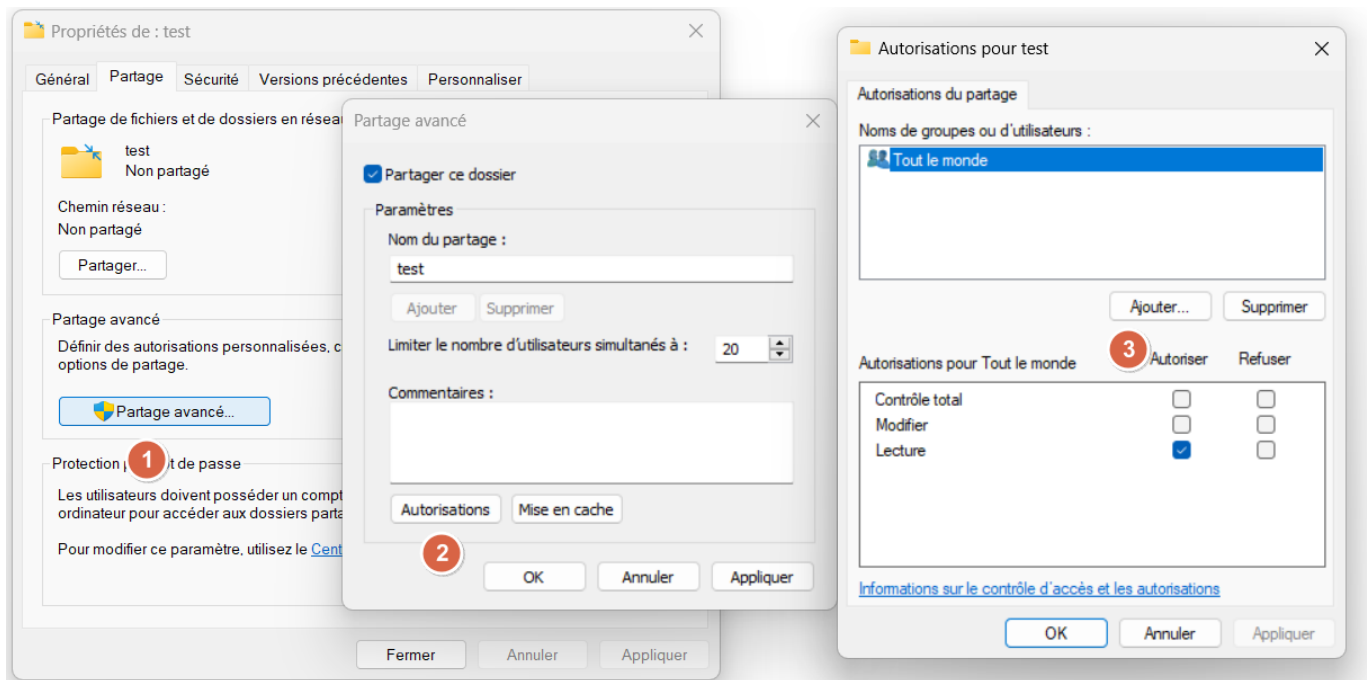 Propriétés de : test
Général Partage Sécurité Versions précédentes Personnaliser
Partage de fichiers et de dossiers en réseau
test
Non partagé
Chemin réseau :
Non partagé
Partager...
Partage avancé
Définir des autorisations personnalisées, c
options de partage.
Partage avancé...
1
Protection et de passe
Les utilisateurs doivent posséder un compt
ordinateur pour accéder aux dossiers parta
Pour modifier ce paramètre, utilisez le Cent
Fermer Annuler Appliquer
Partage avancé
Partager ce dossier
Paramètres
Nom du partage :
test
Ajouter Supprimer
Limiter le nombre d'utilisateurs simultanés à : 20
Commentaires :
Autorisations Mise en cache
2
OK Annuler Appliquer
Autorisations pour test
Autorisations du partage
Noms de groupes ou d'utilisateurs :
Tout le monde
Ajouter... Supprimer
3
Autorisations pour Tout le monde Autoriser Refuser
Contrôle total
Modifier
Lecture
Informations sur le contrôle d'accès et les autorisations
OK Annuler Appliquer